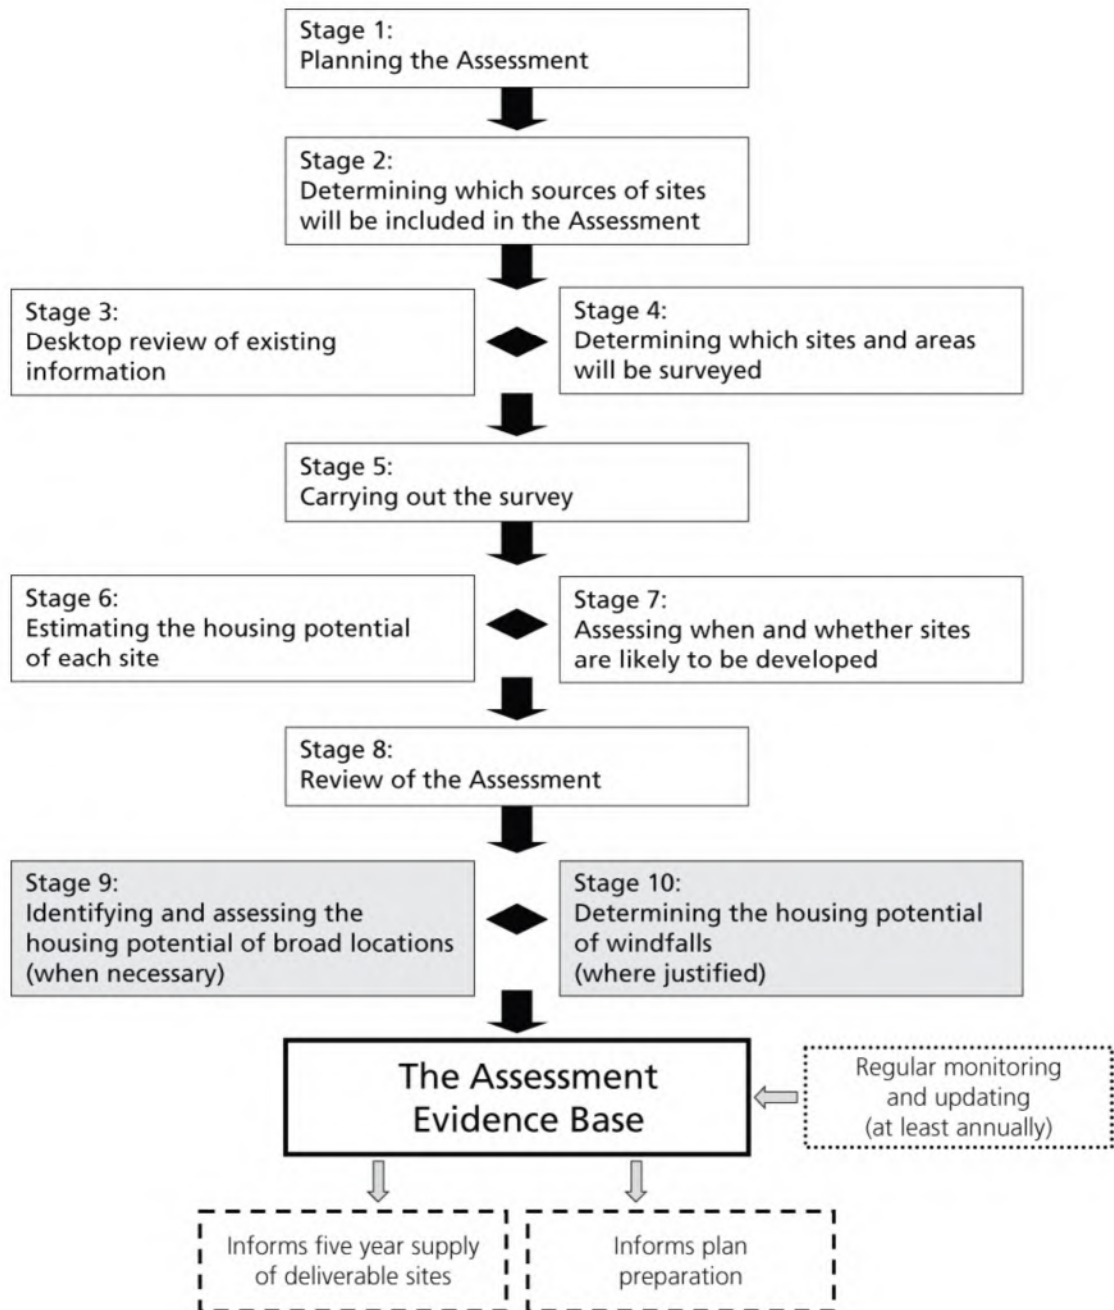 Stage 1:
Planning the Assessment
Stage 2:
Determining which sources of sites
will be included in the Assessment
Stage 3:
Desktop review of existing
information
Stage 4:
Determining which sites and areas
will be surveyed
Stage 5:
Carrying out the survey
Stage 6:
Estimating the housing potential
of each site
Stage 7:
Assessing when and whether sites
are likely to be developed
Stage 8:
Review of the Assessment
Stage 9:
Identifying and assessing the
housing potential of broad locations
(when necessary)
Stage 10:
Determining the housing potential
of windfalls
(where justified)
The Assessment
Evidence Base
Regular monitoring
and updating
(at least annually)
Informs five year supply
of deliverable sites
Informs plan
preparation